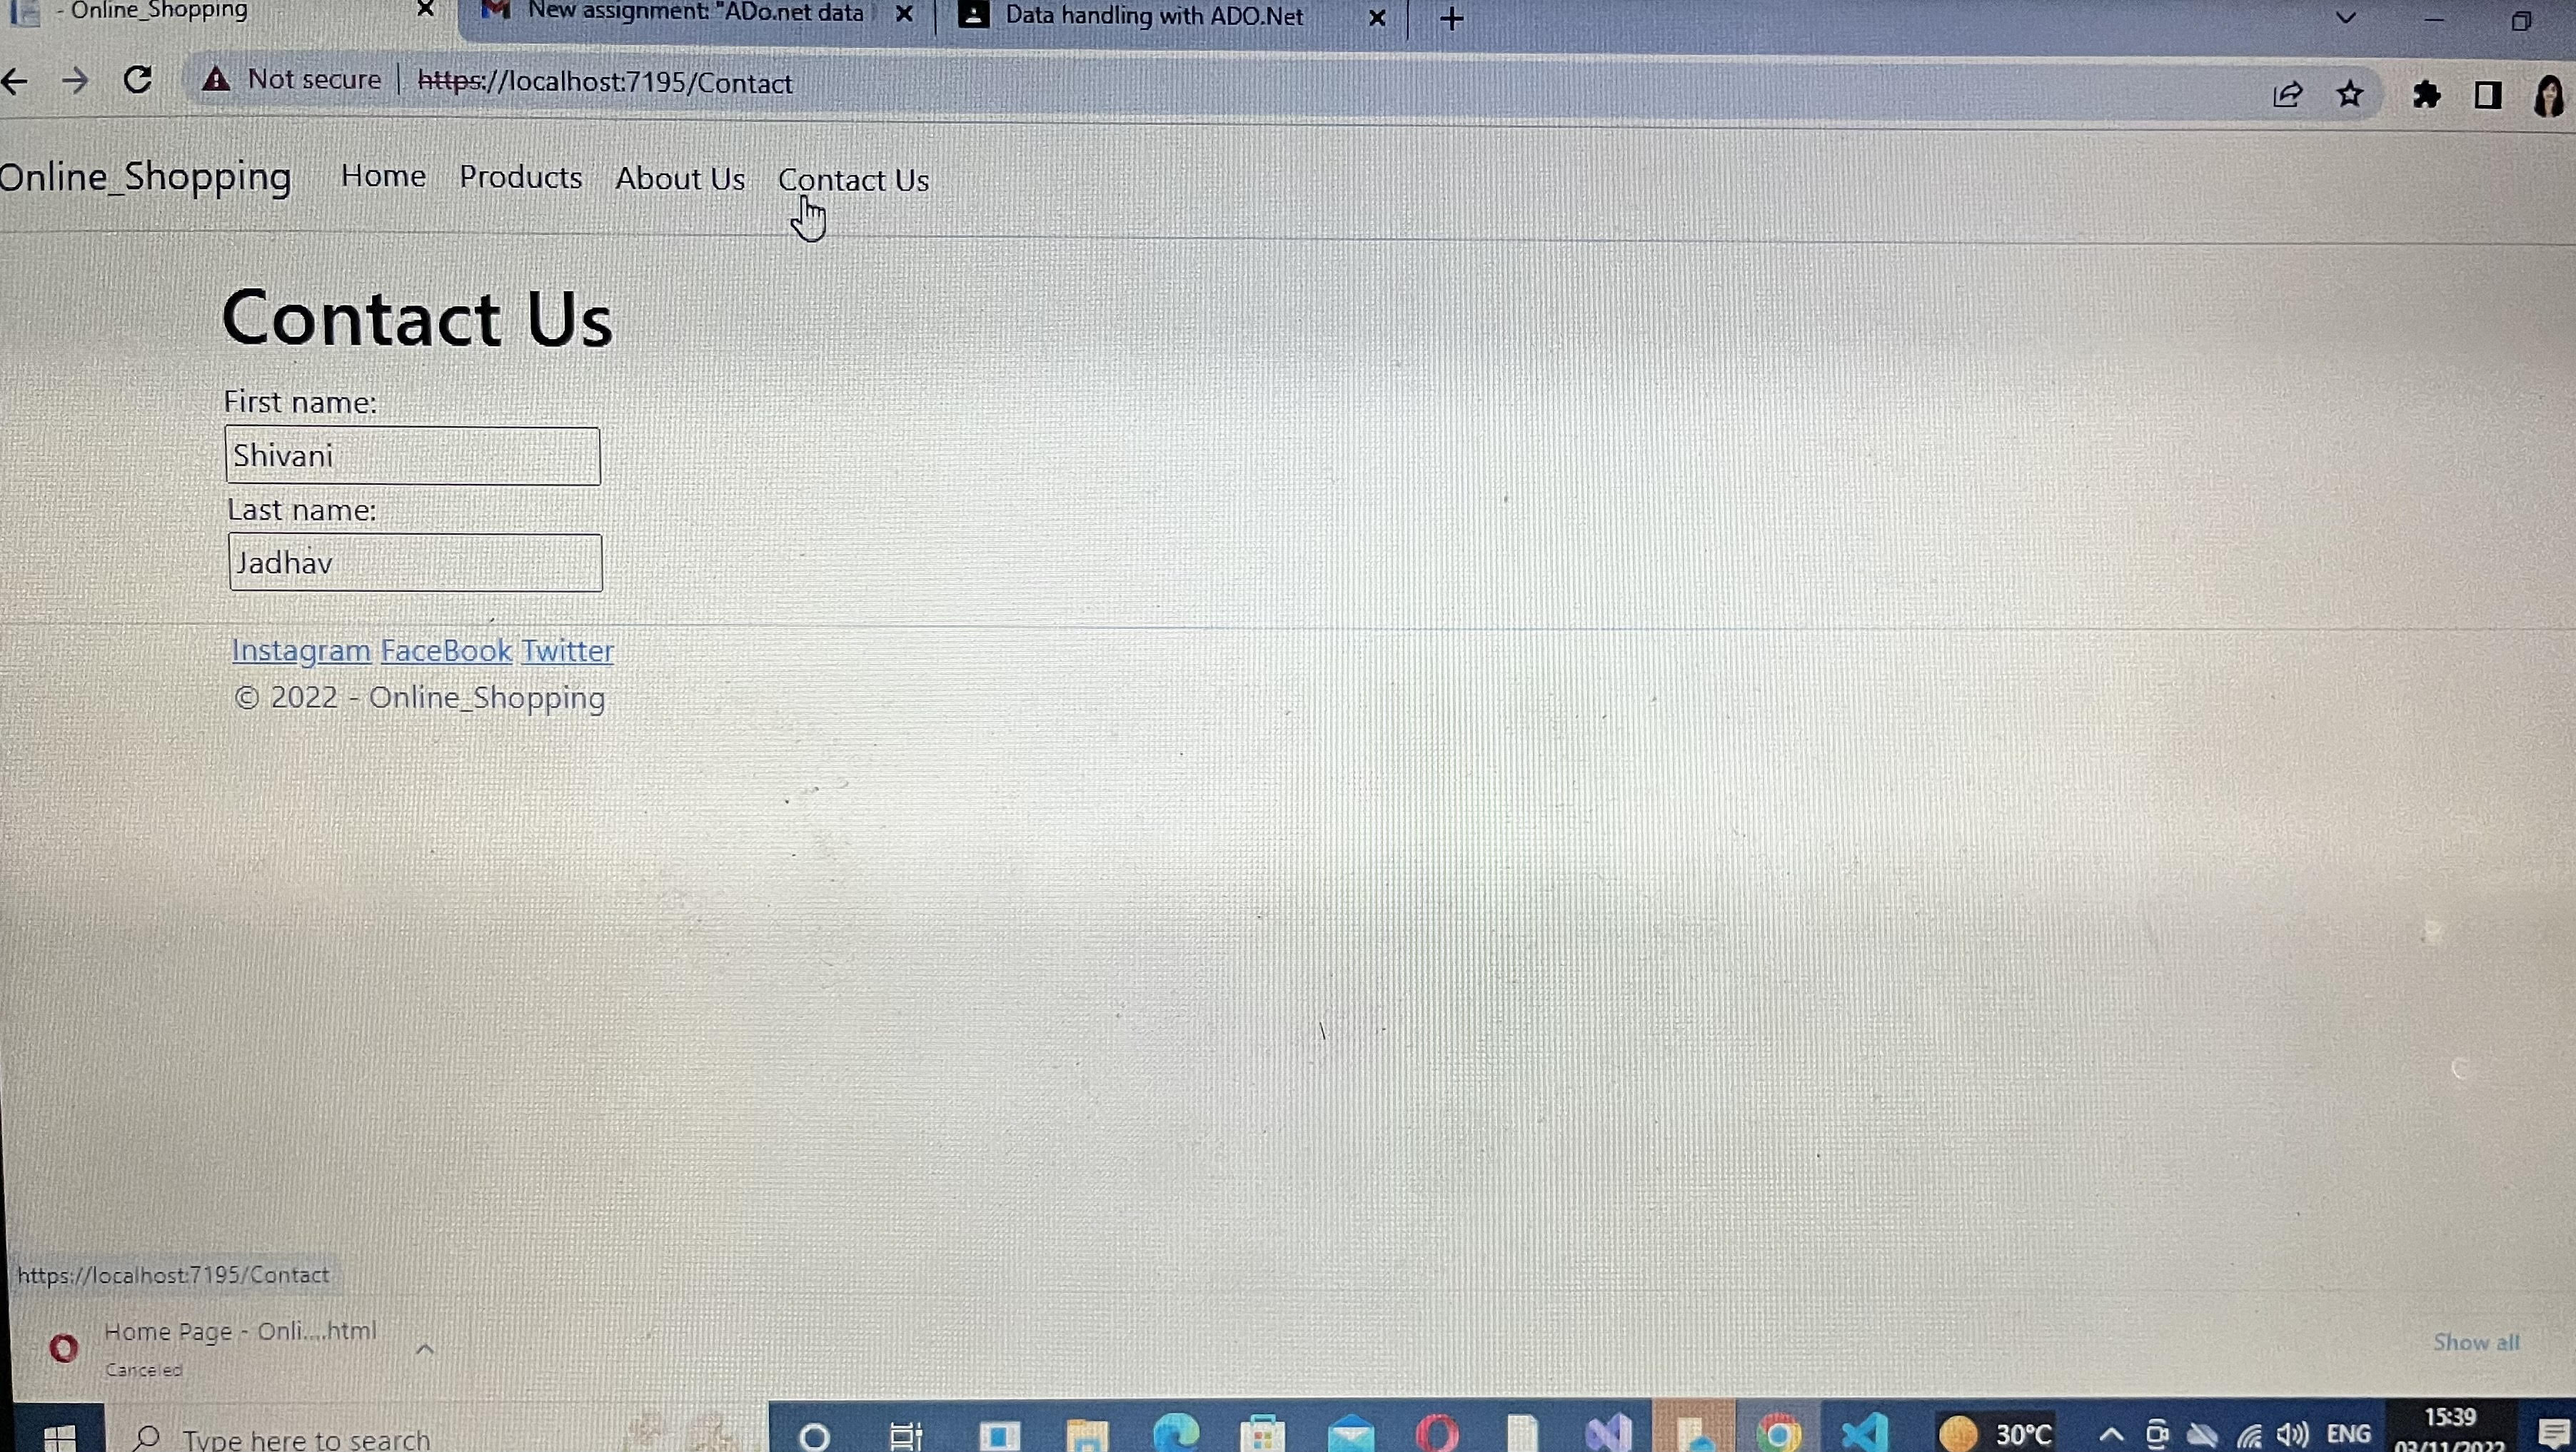 - Online_Shopping
New assignment: "ADo.net data
Data handling with ADO.Net
Not secure
https://localhost:7195/Contact
Online_Shopping Home Products About Us Contact Us
Contact Us
First name:
Shivani
Last name:
Jadhav
Instagram FaceBook Twitter
© 2022 - Online_Shopping
https://localhost:7195/Contact
Home Page - Onli....html
Canceled
Show all
Type here to search
30°C
ENG
15:39